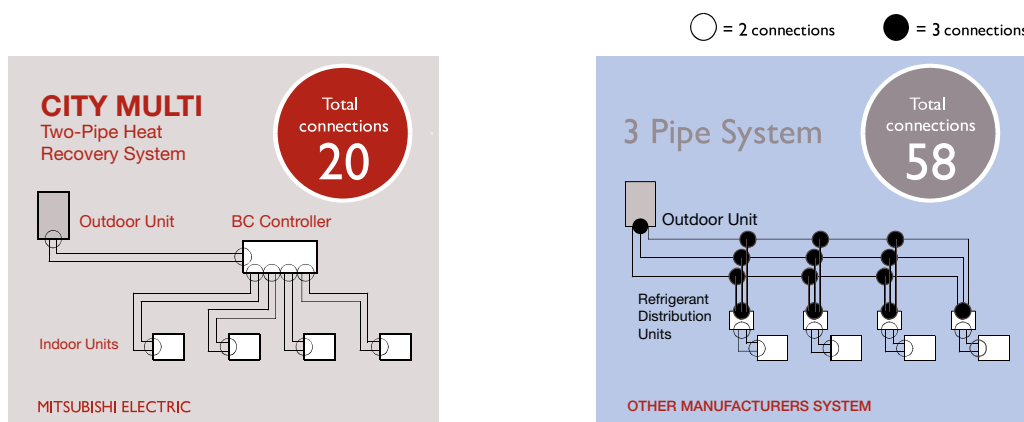 = 2 connections
= 3 connections
CITY MULTI
Two-Pipe Heat
Recovery System
Total
connections
20
Outdoor Unit
BC Controller
Indoor Units
MITSUBISHI ELECTRIC
3 Pipe System
Total
connections
58
Outdoor Unit
Refrigerant
Distribution
Units
OTHER MANUFACTURERS SYSTEM